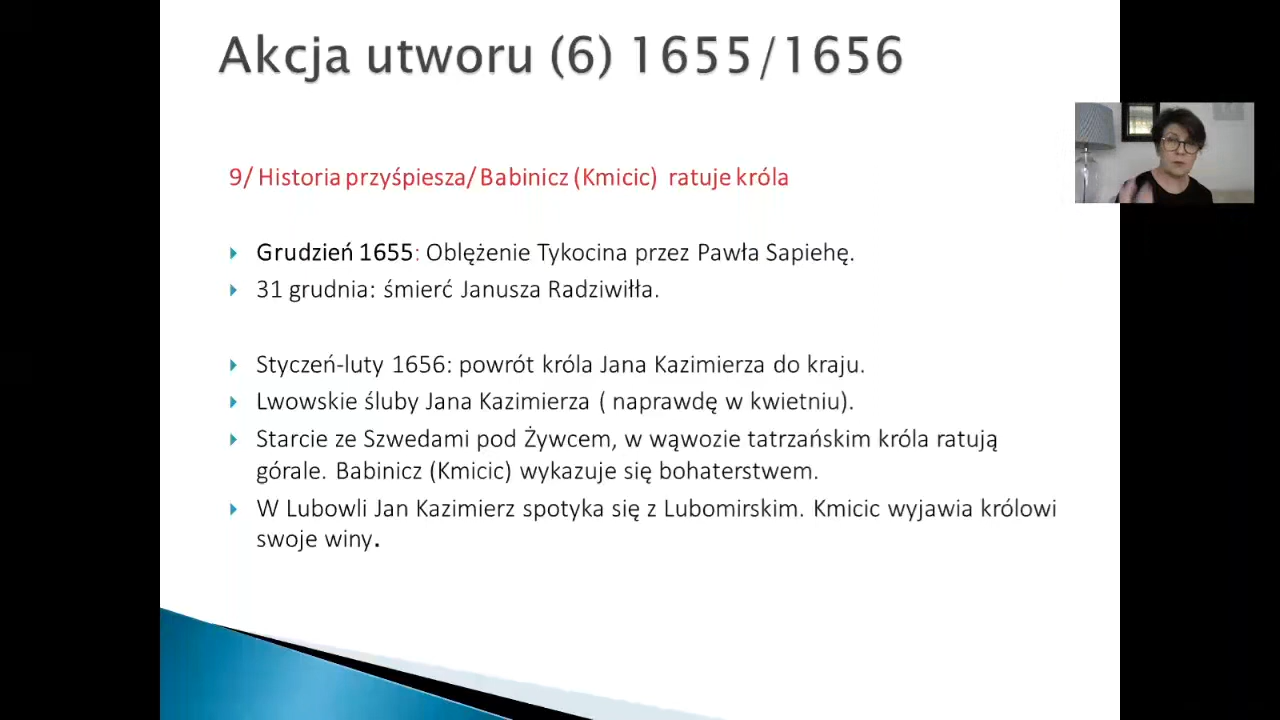 Akcja utworu (6) 1655/1656
9/ Historia przyśpiesza/ Babinicz (Kmicic) ratuje króla
Grudzień 1655: Oblężenie Tykocina przez Pawła Sapiehę.
31 grudnia: śmierć Janusza Radziwiłła.
Styczeń-luty 1656: powrót króla Jana Kazimierza do kraju.
Lwowskie śluby Jana Kazimierza ( naprawdę w kwietniu).
Starcie ze Szwedami pod Żywcem, w wąwozie tatrzańskim króla ratują
górale. Babinicz (Kmicic) wykazuje się bohaterstwem.
W Lubowli Jan Kazimierz spotyka się z Lubomirskim. Kmicic wyjawia królowi
swoje winy.